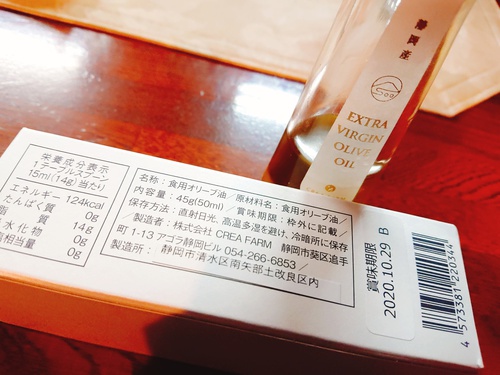 静岡産
EXTRA
VIRGIN
OLIVE
OIL
栄養成分表示
1テーブルスプーン
15ml(14g)当たり
エネルギー 124kcal
たんぱく質 0g
脂質 14g
炭水化物 0g
相当量 0g
名称:食用オリーブ油/原材料名:食用オリーブ油/
内容量:45g(50ml)/賞味期限:枠外に記載/
保存方法:直射日光、高温多湿を避け、冷暗所に保存
/製造者:株式会社 CREA FARM 静岡市葵区追手
町 1-13 アゴラ静岡ビル 054-266-6853/
製造所: 静岡市清水区南矢部土改良区内
賞味期限
2020.10.29 B
4 573381 220344